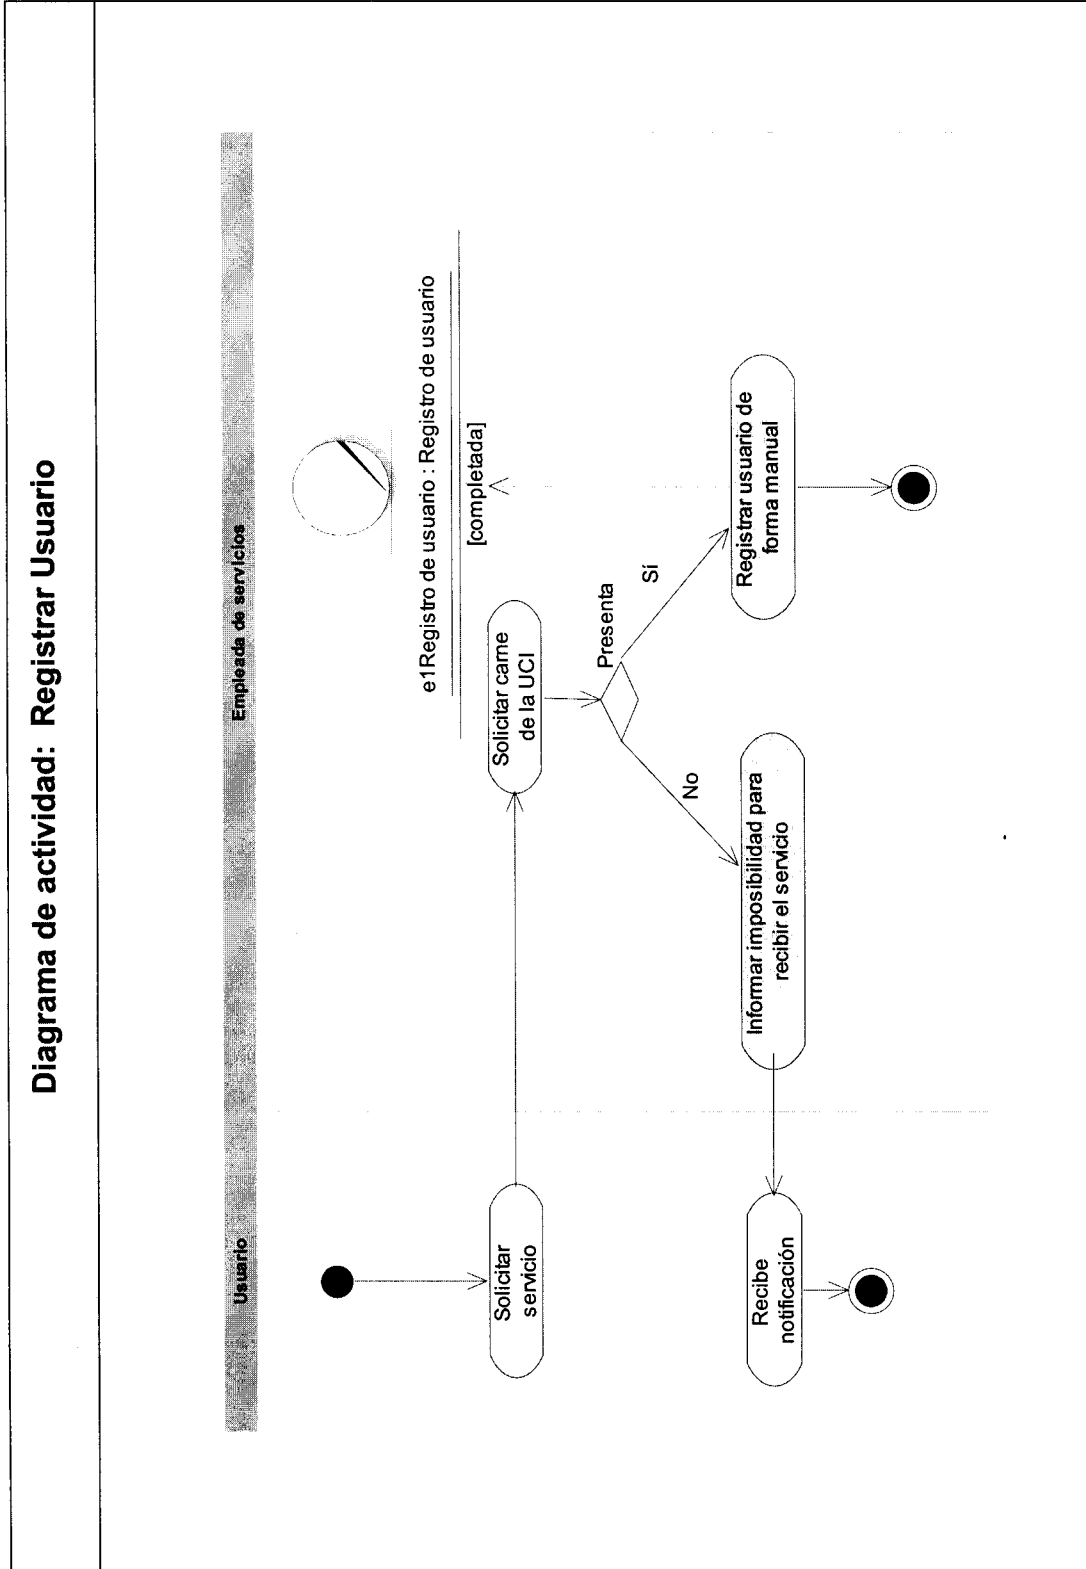 Diagrama de actividad: Registrar Usuario
Usuario
Empleada de servicios
e1Registro de usuario : Registro de usuario
[completada]
Solicitar
servicio
Solicitar carne
de la UCI
Presenta
No
Sí
Informar imposibilidad para
recibir el servicio
Registrar usuario de
forma manual
Recibe
notificación